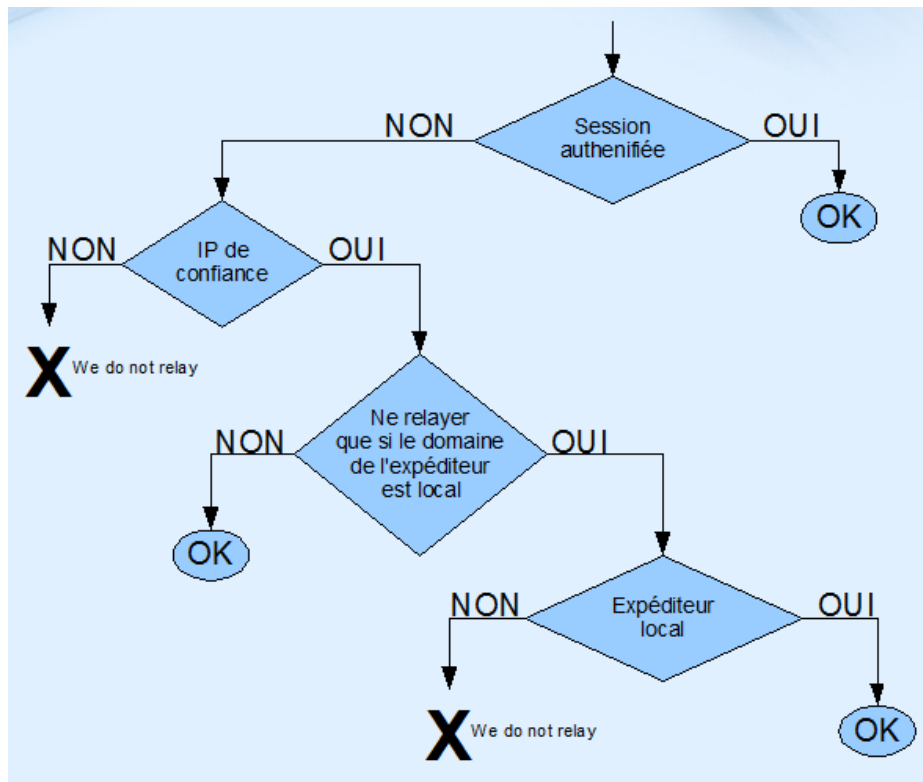 NON
Session
authenifiée
OUI
OK
NON
IP de
confiance
OUI
We do not relay
NON
Ne relayer
que si le domaine
de l'expéditeur
est local
OUI
OK
NON
Expéditeur
local
OUI
X We do not relay
OK